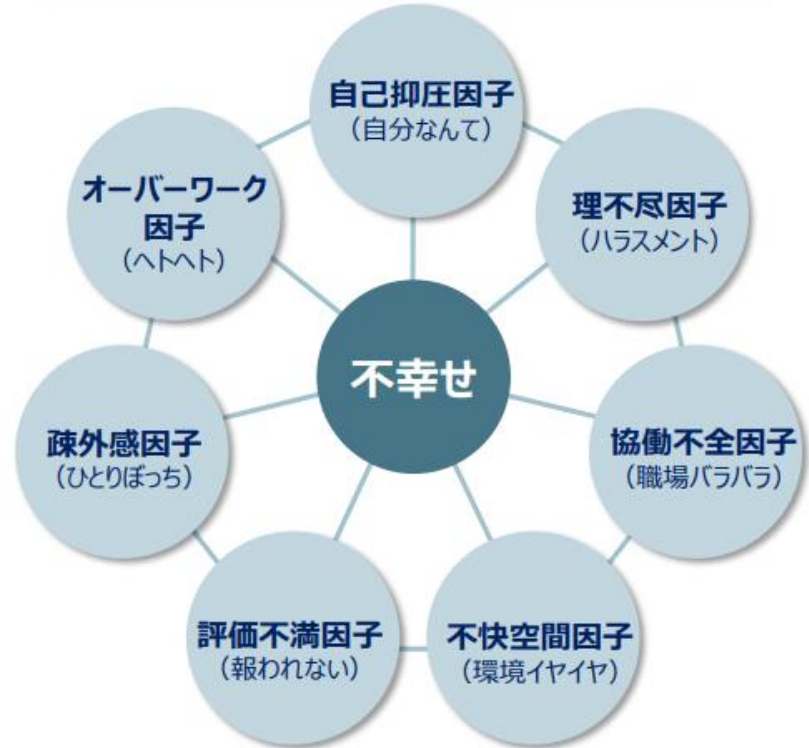 自己抑圧因子
（自分なんて）
理不尽因子
（ハラスメント）
協働不全因子
（職場バラバラ）
不快空間因子
（環境イヤイヤ）
評価不満因子
（報われない）
疎外感因子
（ひとりぼっち）
オーバーワーク
因子
（ヘトヘト）
不幸せ